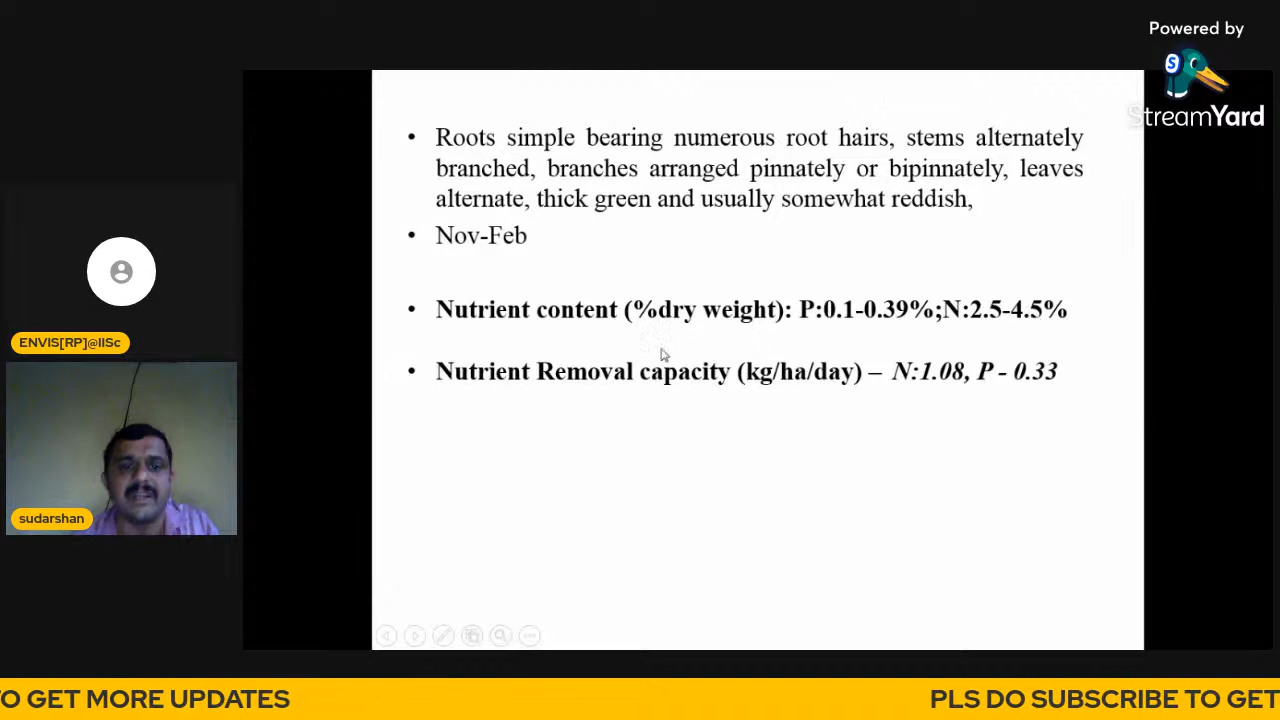 Powered by
StreamYard
• Roots simple bearing numerous root hairs, stems alternately
branched, branches arranged pinnately or bipinnately, leaves
alternate, thick green and usually somewhat reddish,
• Nov-Feb
• Nutrient content (%dry weight): P:0.1-0.39%;N:2.5-4.5%
• Nutrient Removal capacity (kg/ha/day) – N:1.08, P - 0.33
ENVIS[RP]@IISc
sudarshan
TO GET MORE UPDATES
PLS DO SUBSCRIBE TO GET